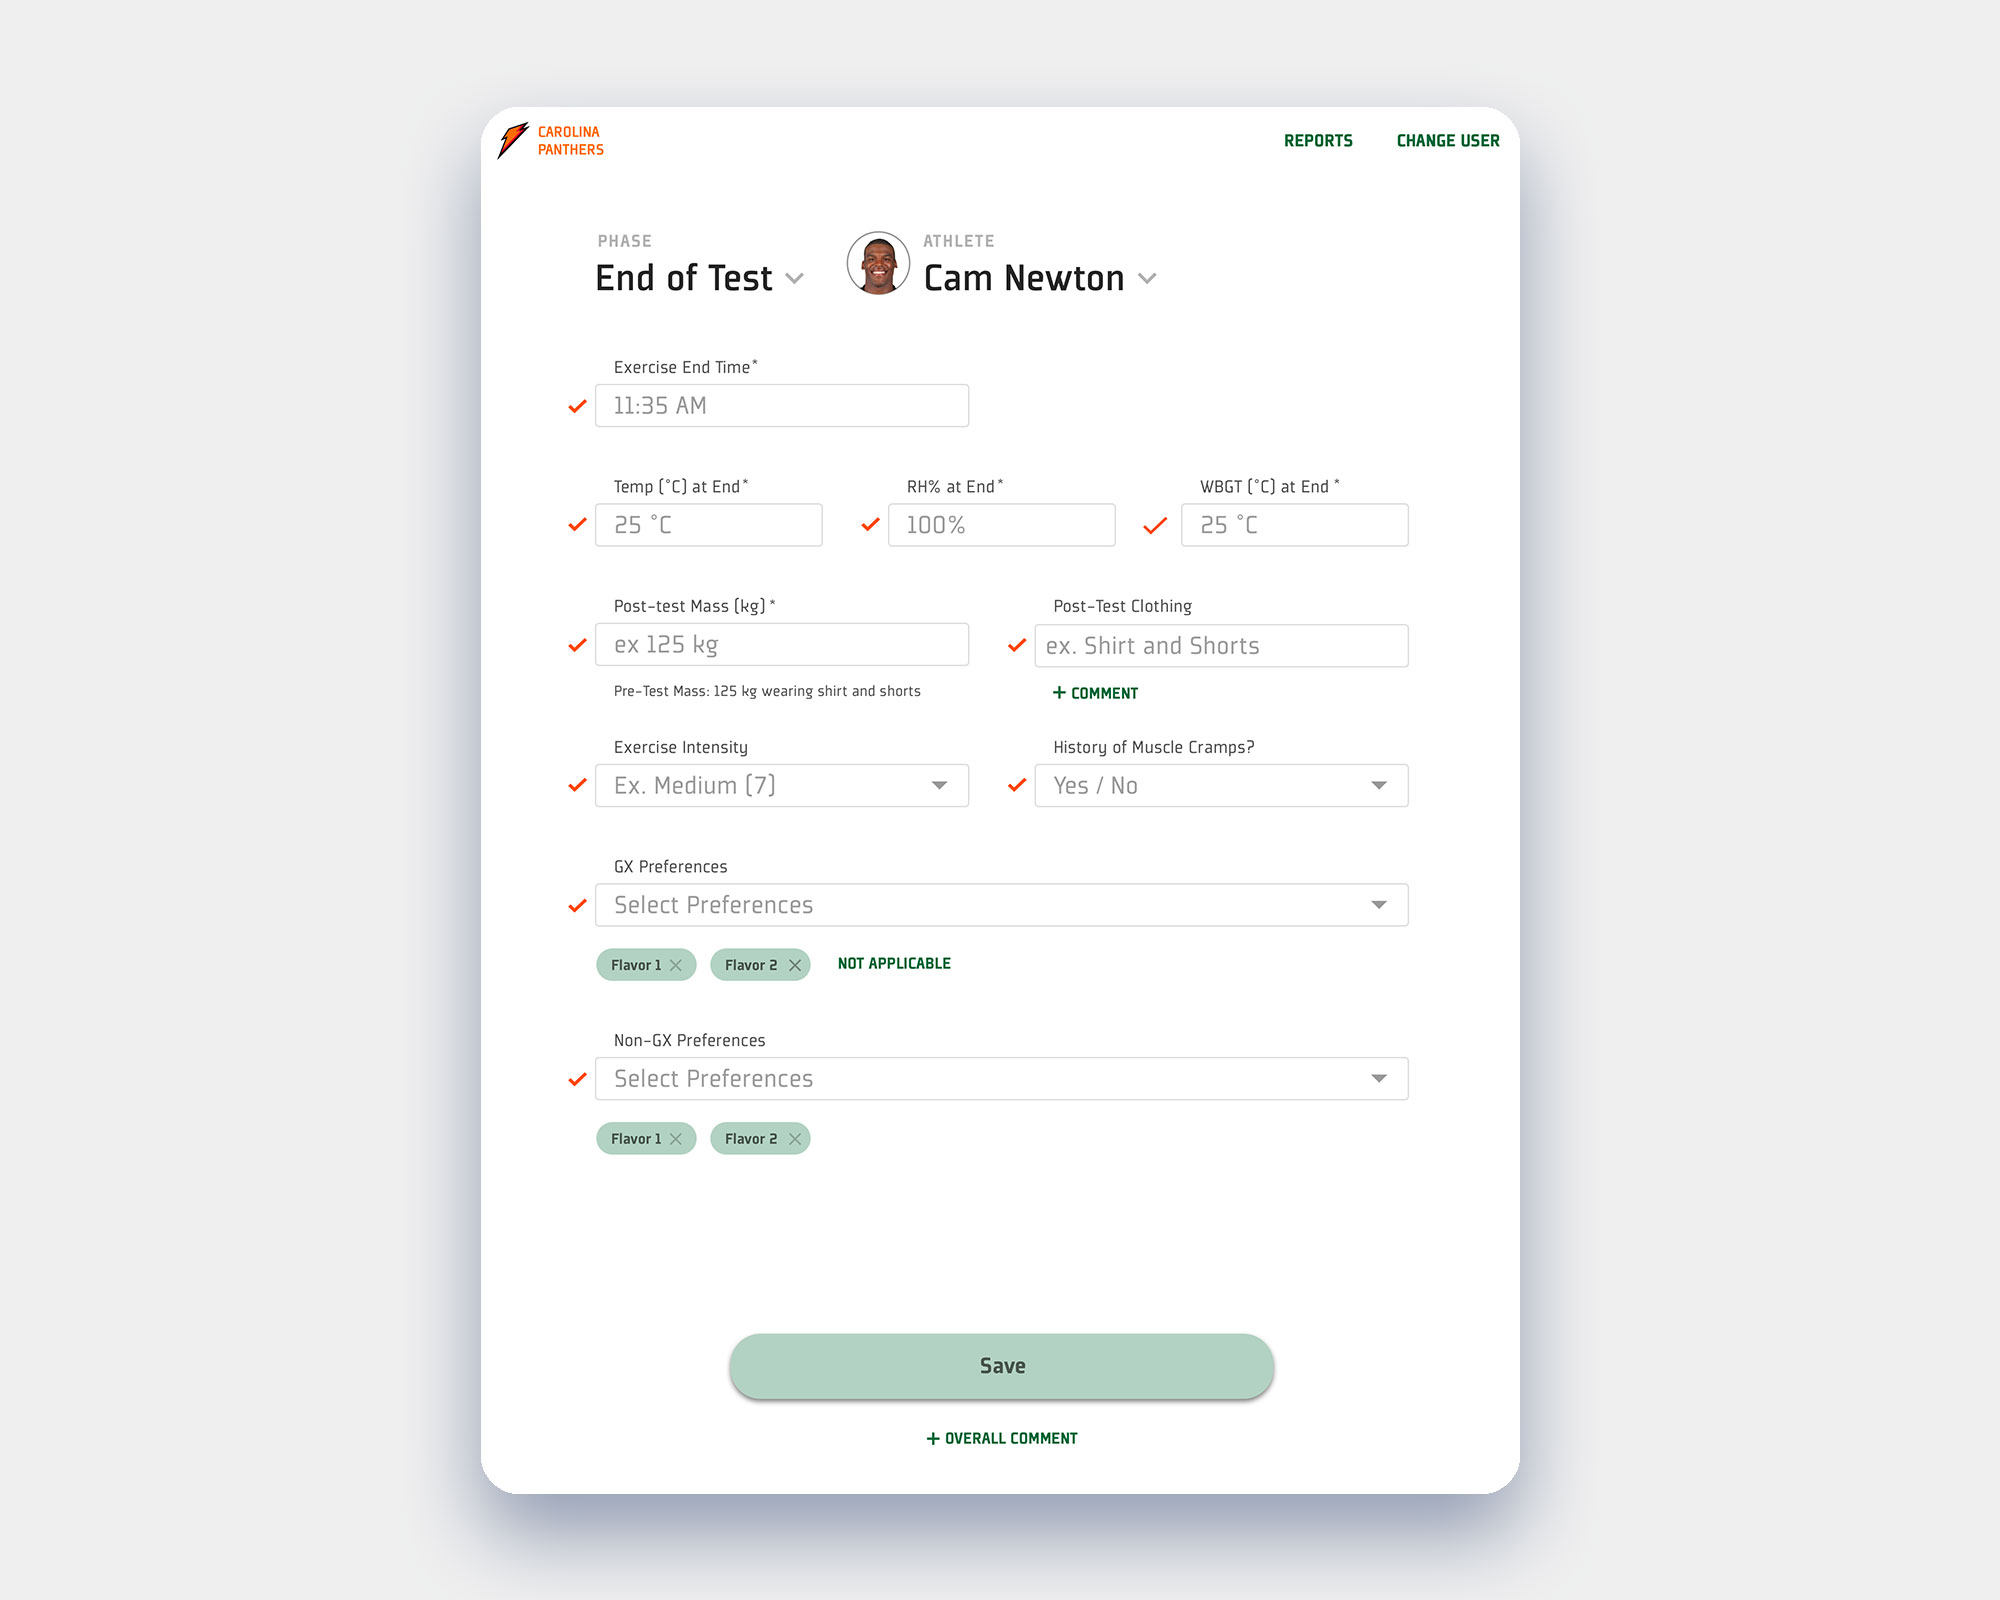 CAROLINA
PANTHERS
REPORTS
CHANGE USER
PHASE
End of Test
ATHLETE
Cam Newton
Exercise End Time*
11:35 AM
Temp (°C) at End*
25 °C
RH% at End*
100%
WBGT (°C) at End *
25 °C
Post-test Mass (kg) *
ex 125 kg
Pre-Test Mass: 125 kg wearing shirt and shorts
Post-Test Clothing
ex. Shirt and Shorts
+ COMMENT
Exercise Intensity
Ex. Medium (7)
History of Muscle Cramps?
Yes / No
GX Preferences
Select Preferences
Flavor 1
Flavor 2
NOT APPLICABLE
Non-GX Preferences
Select Preferences
Flavor 1
Flavor 2
Save
+ OVERALL COMMENT